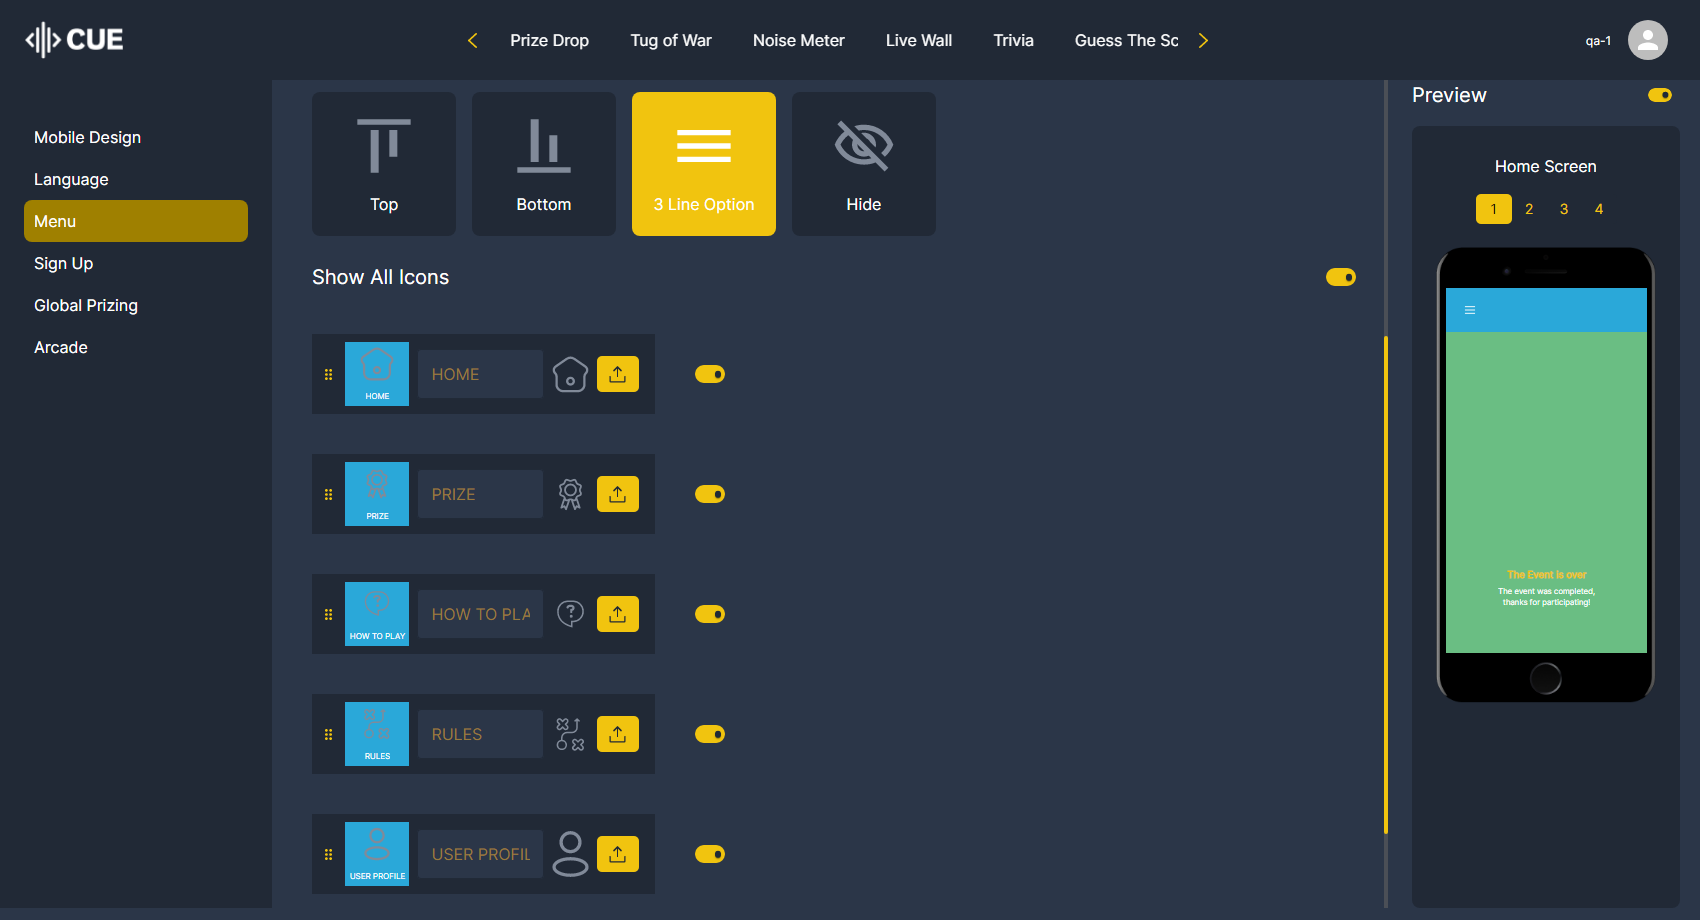 CUE
Prize Drop
Tug of War
Noise Meter
Live Wall
Trivia
Guess The Sc
qa-1
Mobile Design
Language
Menu
Sign Up
Global Prizing
Arcade
Top
Bottom
3 Line Option
Hide
Show All Icons
HOME
HOME
PRIZE
PRIZE
HOW TO PLAY
HOW TO PLA
RULES
RULES
USER PROFILE
USER PROFIL
Preview
Home Screen
1 2 3 4
The Event is over
The event was completed,
thanks for participating!